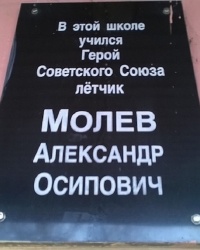 В этой школе
учился
Герой
Советского Союза
лётчик
МОЛЕВ
АЛЕКСАНДР
ОСИПОВИЧ